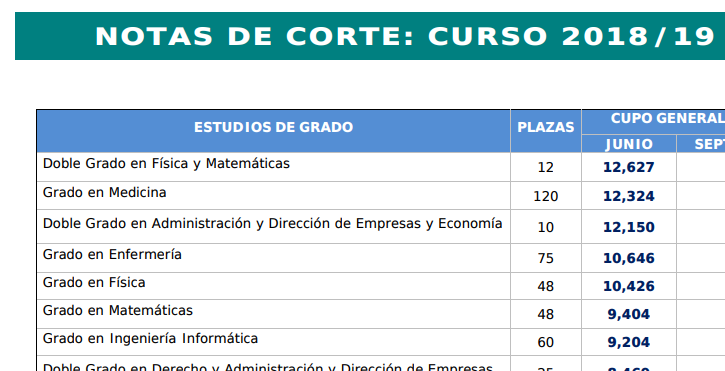 NOTAS DE CORTE: CURSO 2018/19
ESTUDIOS DE GRADO PLAZAS CUPO GENERAL
JUNIO SEPT
Doble Grado en Física y Matemáticas 12 12,627
Grado en Medicina 120 12,324
Doble Grado en Administración y Dirección de Empresas y Economía 10 12,150
Grado en Enfermería 75 10,646
Grado en Física 48 10,426
Grado en Matemáticas 48 9,404
Grado en Ingeniería Informática 60 9,204
Doble Grado en Derecho y Administración y Dirección de Empresas 25